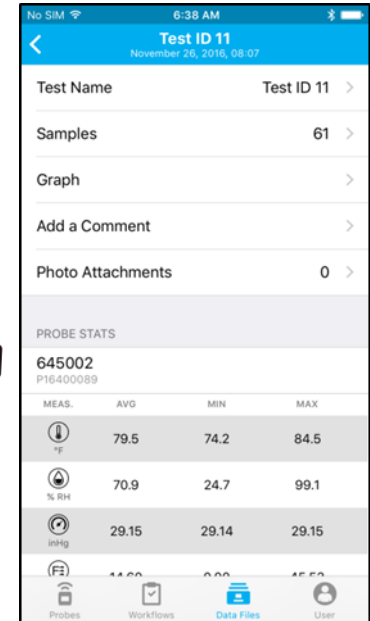 No SIM 6:38 AM
Test ID 11
November 26, 2016, 08:07
Test Name Test ID 11
Samples 61
Graph
Add a Comment
Photo Attachments 0
PROBE STATS
645002
P16400089
MEAS. AVG MIN MAX
°F 79.5 74.2 84.5
% RH 70.9 24.7 99.1
inHg 29.15 29.14 29.15
Probes Workflows Data Files User